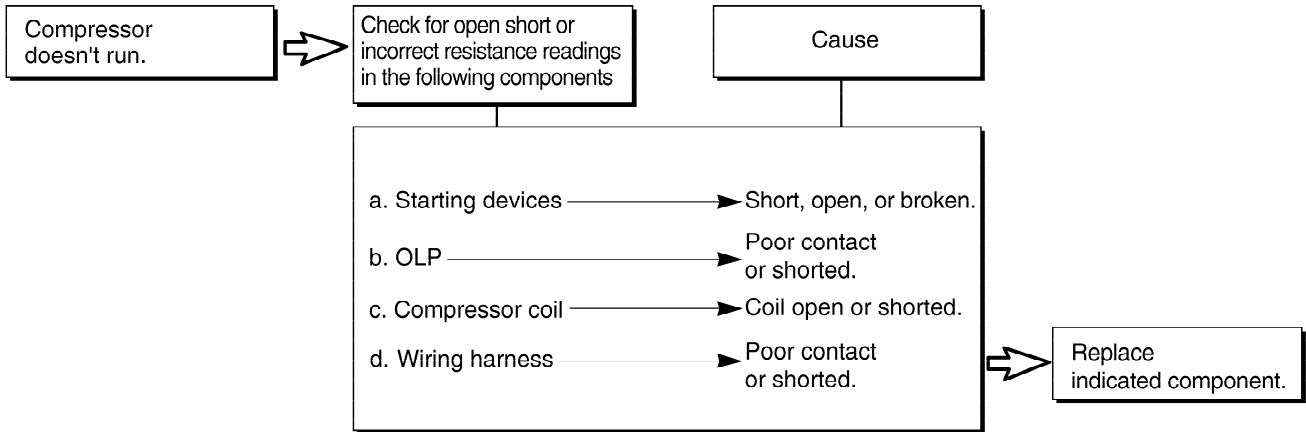 Compressor
doesn't run.
Check for open short or
incorrect resistance readings
in the following components
Cause
a. Starting devices
Short, open, or broken.
b. OLP
Poor contact
or shorted.
c. Compressor coil
Coil open or shorted.
d. Wiring harness
Poor contact
or shorted.
Replace
indicated component.